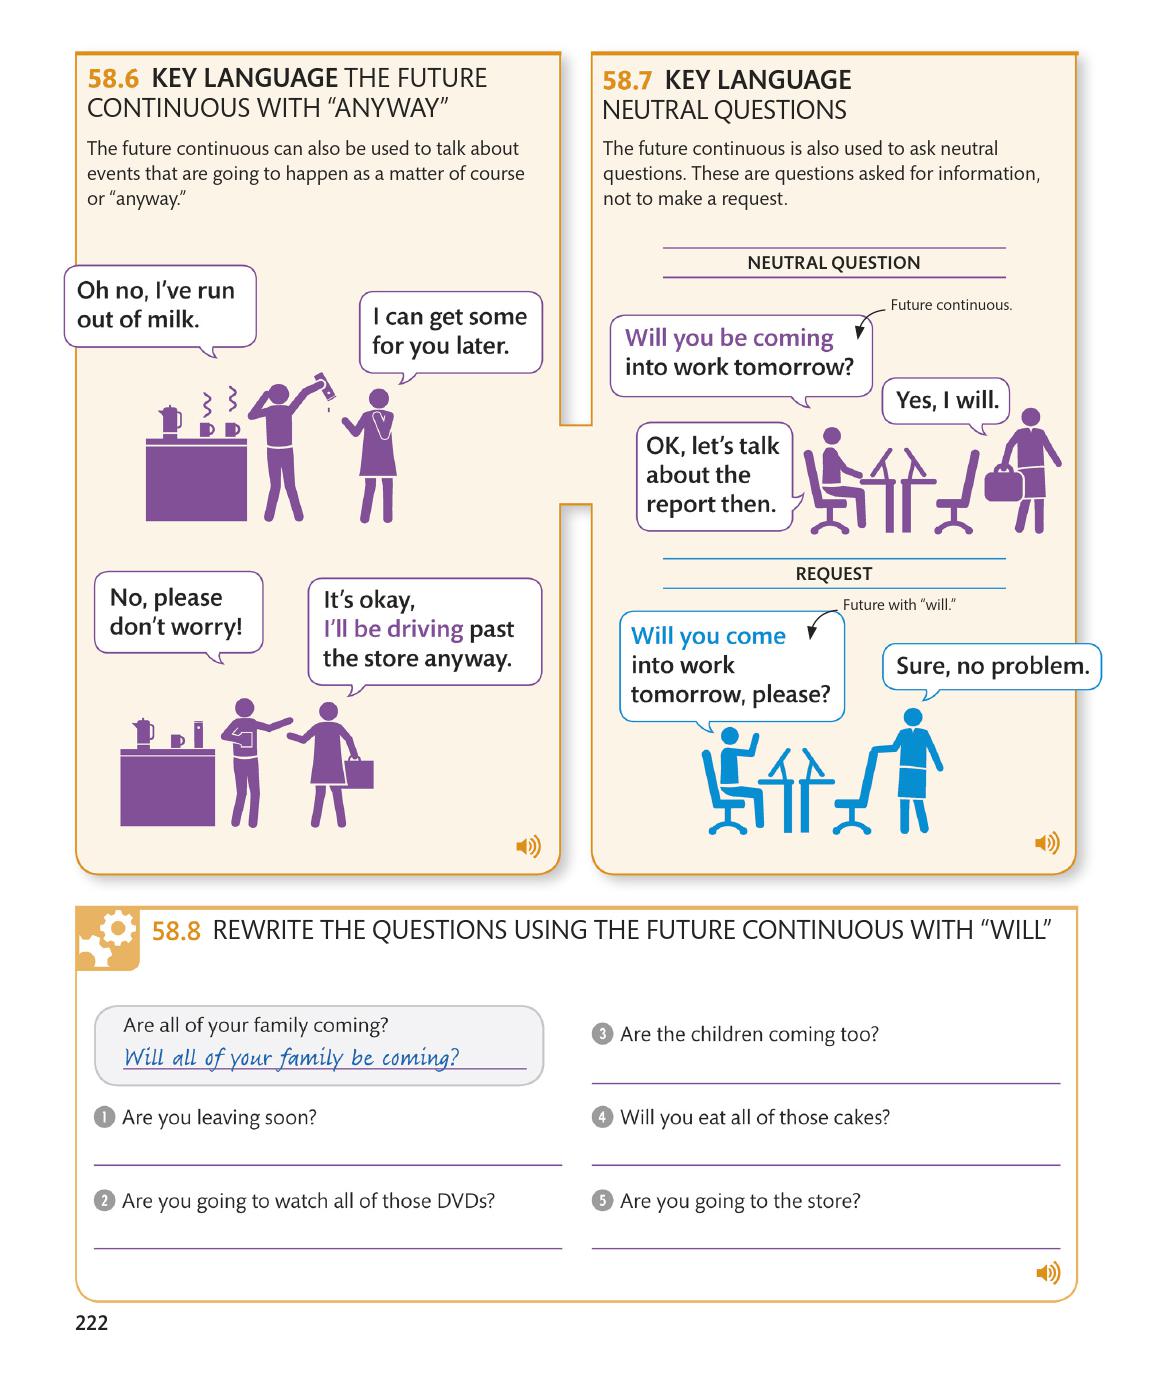 58.6 KEY LANGUAGE THE FUTURE
CONTINUOUS WITH “ANYWAY”
The future continuous can also be used to talk about
events that are going to happen as a matter of course
or “anyway.”
Oh no, I’ve run
out of milk.
I can get some
for you later.
No, please
don’t worry!
It’s okay,
I’ll be driving past
the store anyway.
58.7 KEY LANGUAGE
NEUTRAL QUESTIONS
The future continuous is also used to ask neutral
questions. These are questions asked for information,
not to make a request.
NEUTRAL QUESTION
Future continuous.
Will you be coming
into work tomorrow?
Yes, I will.
OK, let’s talk
about the
report then.
REQUEST
Future with “will.”
Will you come
into work
tomorrow, please?
Sure, no problem.
58.8 REWRITE THE QUESTIONS USING THE FUTURE CONTINUOUS WITH “WILL”
Are all of your family coming?
Will all of your family be coming?
1 Are you leaving soon?
2 Are you going to watch all of those DVDs?
3 Are the children coming too?
4 Will you eat all of those cakes?
5 Are you going to the store?
222